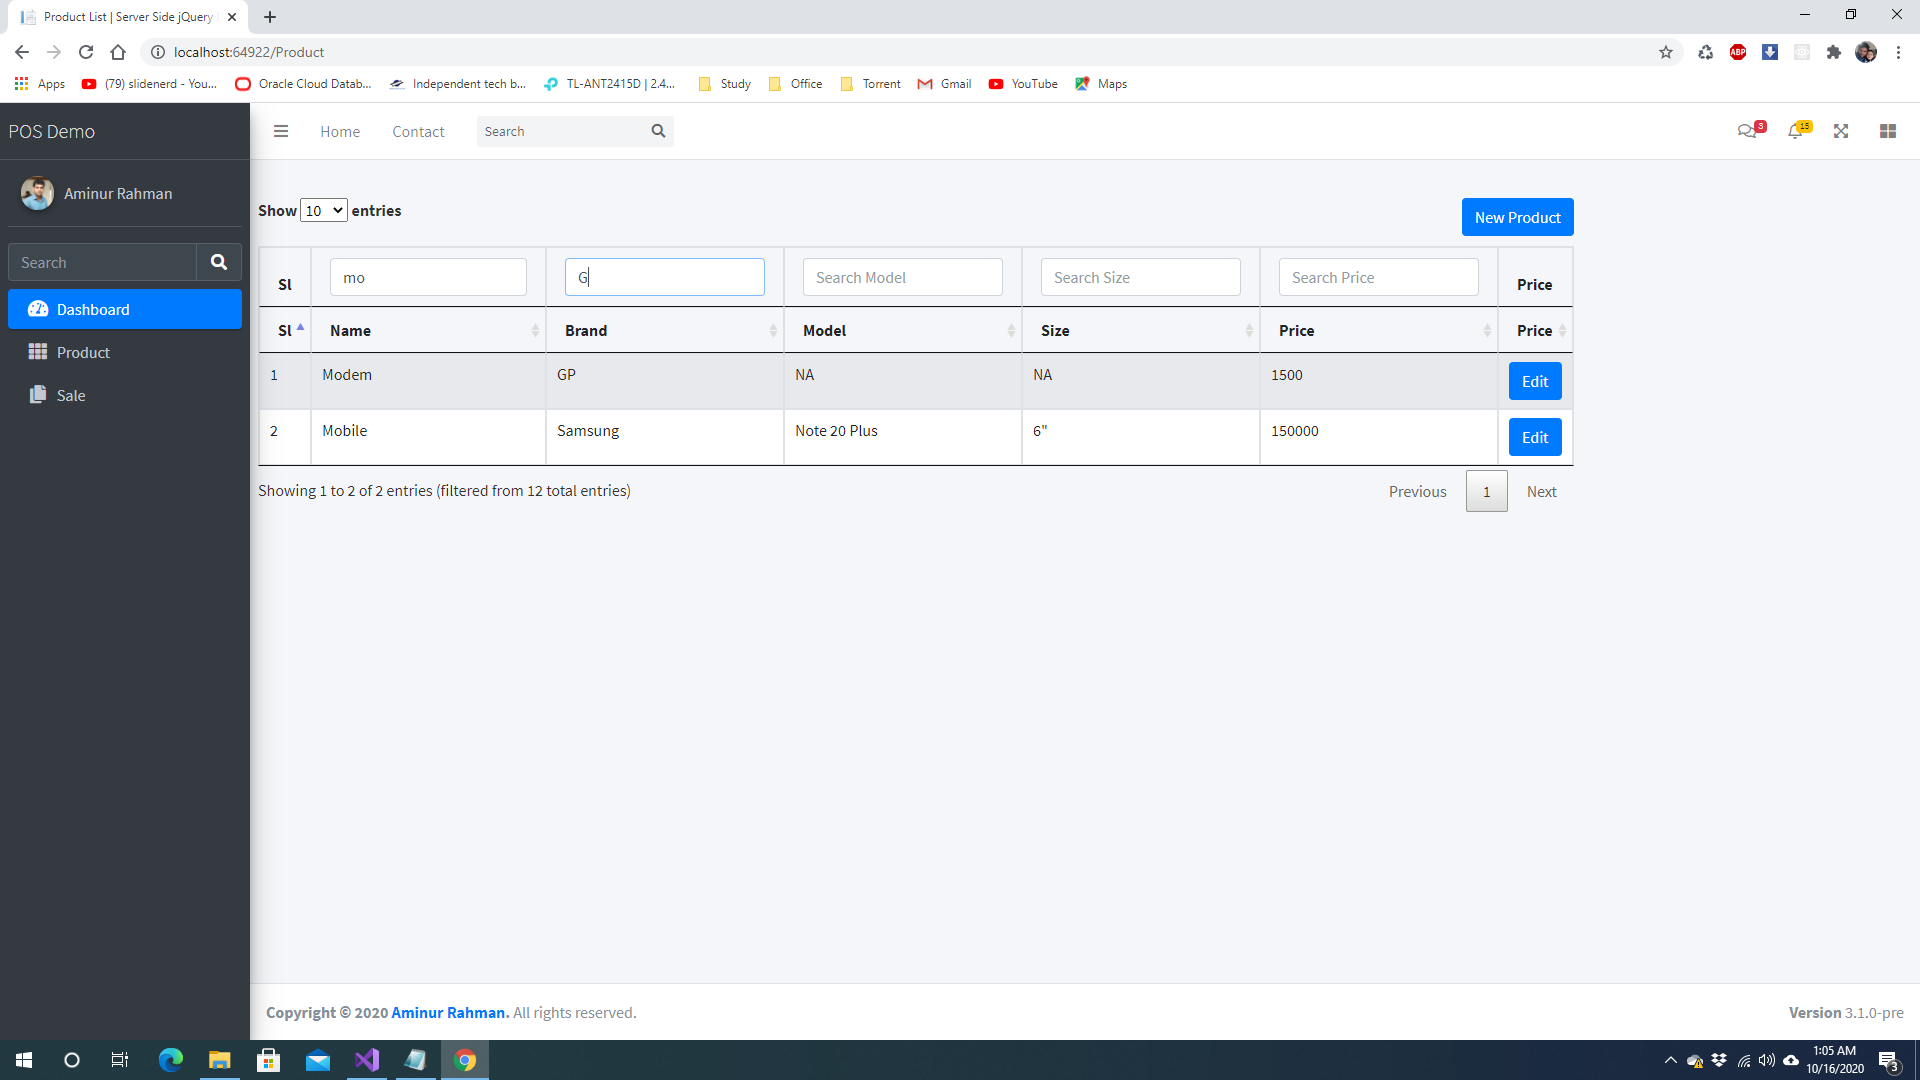 Product List | Server Side jQuery
localhost:64922/Product
ABP
Apps (79) slidenerd - You... Oracle Cloud Datab... Independent tech b... TL-ANT2415D | 2.4... Study Office Torrent Gmail YouTube Maps
POS Demo
Home Contact Search 3 15
Aminur Rahman
Search
Dashboard
Product
Sale
Show 10 entries
New Product
Sl mo G Search Model Search Size Search Price Price
Sl Name Brand Model Size Price Price
1 Modem GP NA NA 1500 Edit
2 Mobile Samsung Note 20 Plus 6" 150000 Edit
Showing 1 to 2 of 2 entries (filtered from 12 total entries) Previous 1 Next
Copyright © 2020 Aminur Rahman. All rights reserved. Version 3.1.0-pre
1:05 AM
10/16/2020
3